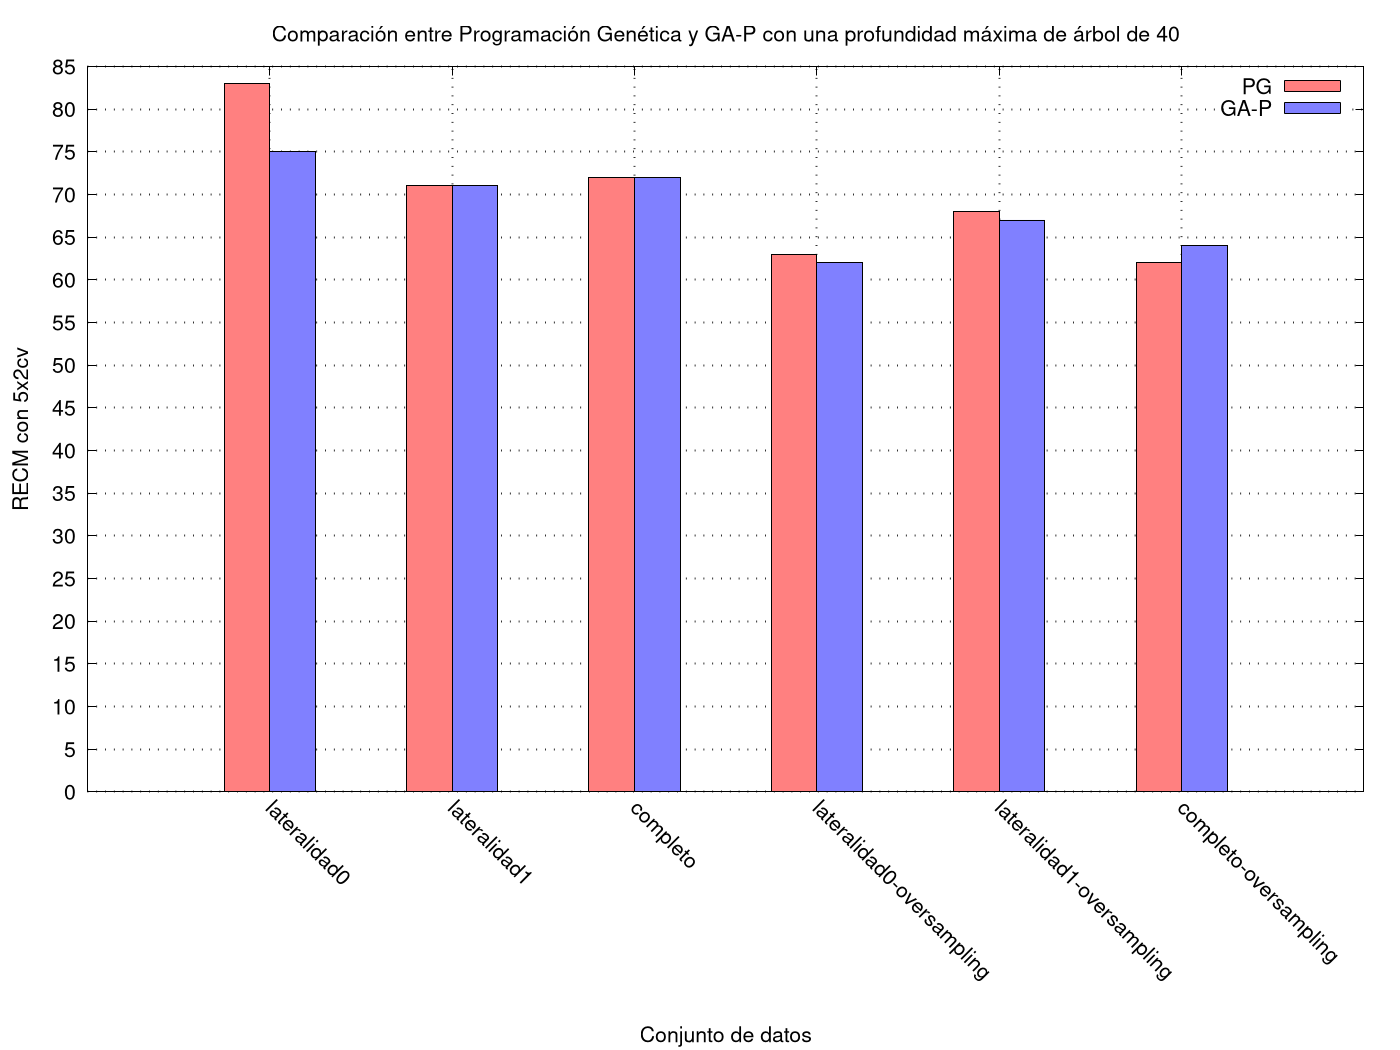 Comparación entre Programación Genética y GA-P con una profundidad máxima de árbol de 40
PG
GA-P
RECM con 5x2cv
85
80
75
70
65
60
55
50
45
40
35
30
25
20
15
10
5
0
lateralidad0
lateralidad1
completo
lateralidad0-oversampling
lateralidad1-oversampling
completo-oversampling
Conjunto de datos